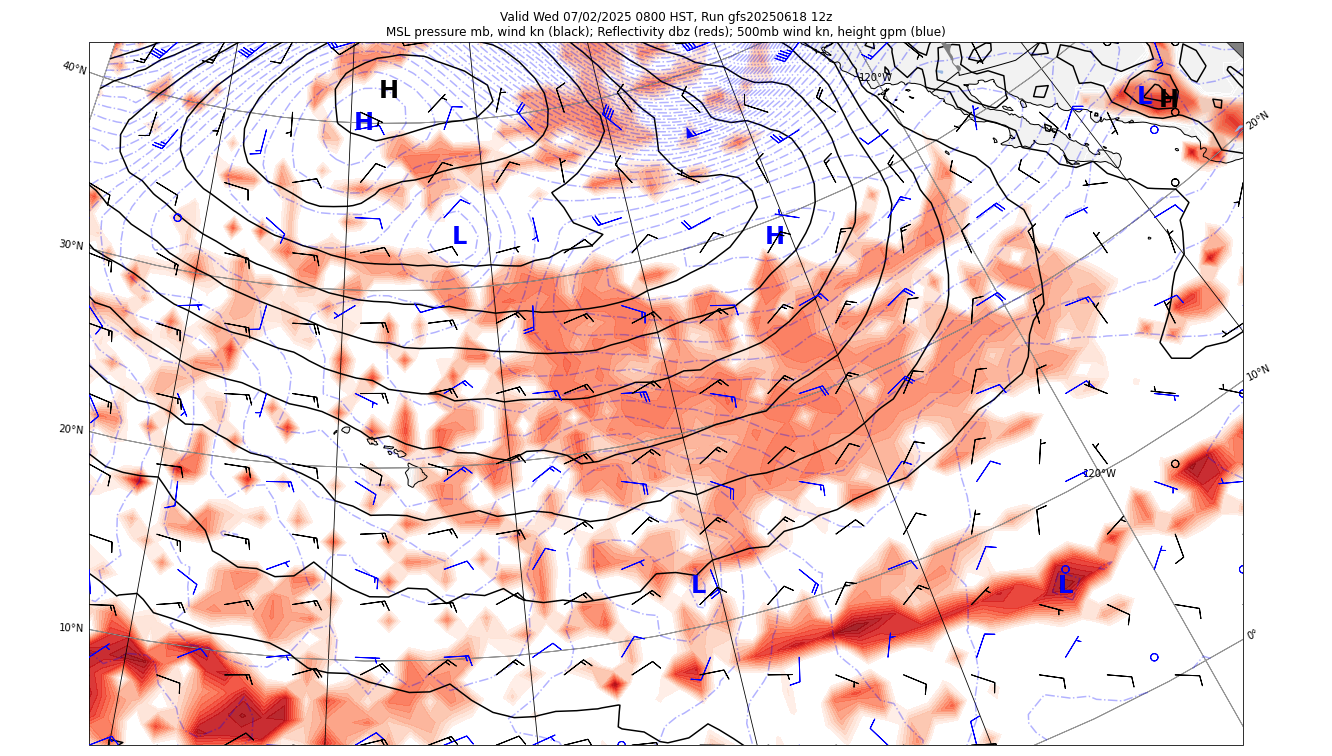 Valid Wed 07/02/2025 0800 HST, Run gfs20250618 12z
MSL pressure mb, wind kn (black); Reflectivity dbz (reds); 500mb wind kn, height gpm (blue)
40°N
120°W
H
L
H
H
20°N
30°N
L
H
10°N
20°N
120°W
L
L
10°N
0°